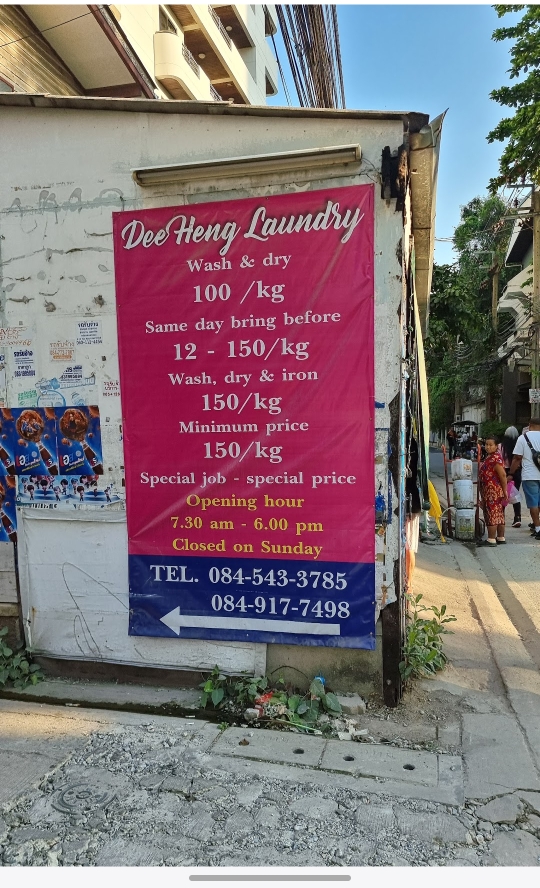 Dee Heng Laundry
Wash & dry
100 /kg
Same day bring before
12 - 150/kg
Wash, dry & iron
150/kg
Minimum price
150/kg
Special job - special price
Opening hour
7.30 am - 6.00 pm
Closed on Sunday
TEL. 084-543-3785
084-917-7498